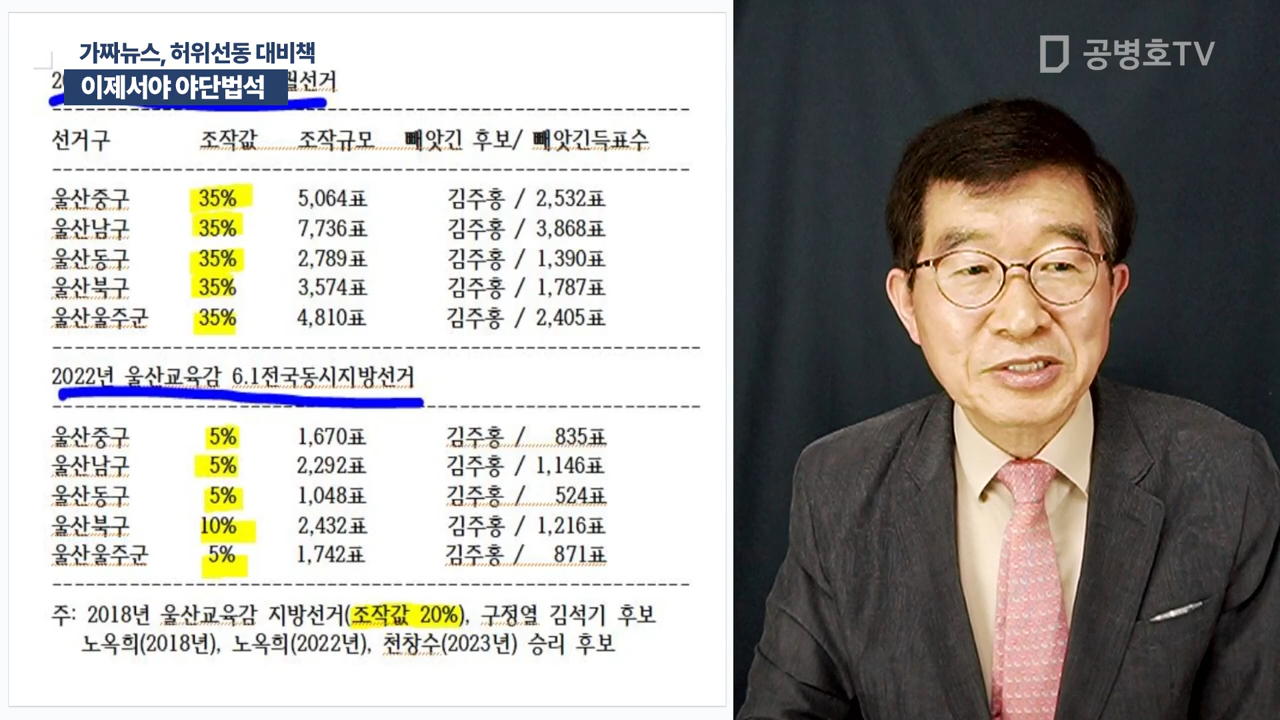 가짜뉴스, 허위선동 대비책
이제서야 야단법석
공병호TV
선거
선거구 조작값 조작규모 빼앗긴 후보/ 빼앗긴득표수
울산중구 35% 5,064표 김주홍 / 2,532표
울산남구 35% 7,736표 김주홍 / 3,868표
울산동구 35% 2,789표 김주홍 / 1,390표
울산북구 35% 3,574표 김주홍 / 1,787표
울산울주군 35% 4,810표 김주홍 / 2,405표
2022년 울산교육감 6.1전국동시지방선거
울산중구 5% 1,670표 김주홍 / 835표
울산남구 5% 2,292표 김주홍 / 1,146표
울산동구 5% 1,048표 김주홍 / 524표
울산북구 10% 2,432표 김주홍 / 1,216표
울산울주군 5% 1,742표 김주홍 / 871표
주: 2018년 울산교육감 지방선거(조작값 20%), 구정열 김석기 후보
노옥희(2018년), 노옥희(2022년), 천창수(2023년) 승리 후보